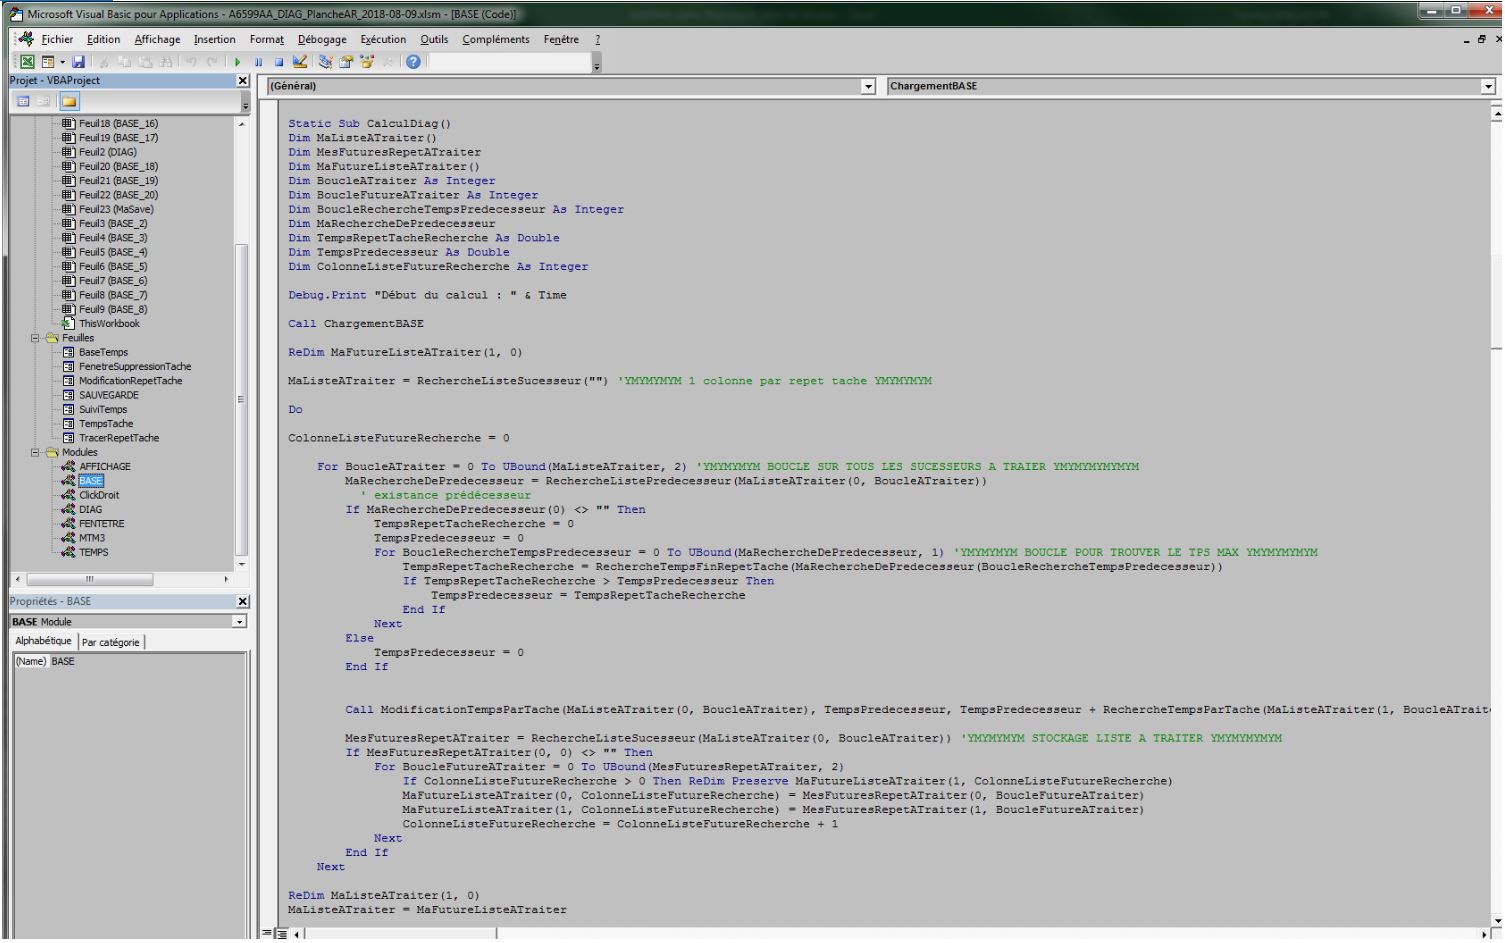 Microsoft Visual Basic pour Applications - A6599AA_DIAG_PlancheAR_2018-08-09.xlsm - [BASE (Code)]
Fichier Edition Affichage Insertion Format Débogage Exécution Outils Compléments Fenêtre ?
Projet - VBAProject
Feuil18 (BASE_16)
Feuil19 (BASE_17)
Feuil2 (DIAG)
Feuil20 (BASE_18)
Feuil21 (BASE_19)
Feuil22 (BASE_20)
Feuil23 (MaSave)
Feuil3 (BASE_2)
Feuil4 (BASE_3)
Feuil5 (BASE_4)
Feuil6 (BASE_5)
Feuil7 (BASE_6)
Feuil8 (BASE_7)
Feuil9 (BASE_8)
ThisWorkbook
Feuilles
BaseTemps
FenetreSuppressionTache
ModificationRepetTache
SAUVEGARDE
SuiviTemps
TempsTache
TracerRepetTache
Modules
AFFICHAGE
BASE
ClickDroit
DIAG
FENTETRE
MTM3
TEMPS
Propriétés - BASE
BASE Module
Alphabétique Par catégorie
(Name) BASE
(Général) ChargementBASE
Static Sub CalculDiag()
Dim MaListeATraiter()
Dim MesFuturesRepetATraiter
Dim MaFutureListeATraiter()
Dim BoucleATraiter As Integer
Dim BoucleFutureATraiter As Integer
Dim BoucleRechercheTempsPredecesseur As Integer
Dim MaRechercheDePredecesseur
Dim TempsRepetTacheRecherche As Double
Dim TempsPredecesseur As Double
Dim ColonneListeFutureRecherche As Integer
Debug.Print "Début du calcul : " & Time
Call ChargementBASE
ReDim MaFutureListeATraiter(1, 0)
MaListeATraiter = RechercheListeSucesseur("") 'YMYMYMYM 1 colonne par repet tache YMYMYMYM
Do
ColonneListeFutureRecherche = 0
For BoucleATraiter = 0 To UBound(MaListeATraiter, 2) 'YMYMYMYM BOUCLE SUR TOUS LES SUCESSEURS A TRAIER YMYMYMYMYMYM
MaRechercheDePredecesseur = RechercheListePredecesseur(MaListeATraiter(0, BoucleATraiter))
' existance prédécesseur
If MaRechercheDePredecesseur(0) <> "" Then
TempsRepetTacheRecherche = 0
TempsPredecesseur = 0
For BoucleRechercheTempsPredecesseur = 0 To UBound(MaRechercheDePredecesseur, 1) 'YMYMYMYM BOUCLE POUR TROUVER LE TPS MAX YMYMYMYMYM
TempsRepetTacheRecherche = RechercheTempsFinRepetTache(MaRechercheDePredecesseur(BoucleRechercheTempsPredecesseur))
If TempsRepetTacheRecherche > TempsPredecesseur Then
TempsPredecesseur = TempsRepetTacheRecherche
End If
Next
Else
TempsPredecesseur = 0
End If
Call ModificationTempsParTache(MaListeATraiter(0, BoucleATraiter), TempsPredecesseur, TempsPredecesseur + RechercheTempsParTache(MaListeATraiter(1, BoucleATraite
MesFuturesRepetATraiter = RechercheListeSucesseur(MaListeATraiter(0, BoucleATraiter)) 'YMYMYMYM STOCKAGE LISTE A TRAITER YMYMYMYMYM
If MesFuturesRepetATraiter(0, 0) <> "" Then
For BoucleFutureATraiter = 0 To UBound(MesFuturesRepetATraiter, 2)
If ColonneListeFutureRecherche > 0 Then ReDim Preserve MaFutureListeATraiter(1, ColonneListeFutureRecherche)
MaFutureListeATraiter(0, ColonneListeFutureRecherche) = MesFuturesRepetATraiter(0, BoucleFutureATraiter)
MaFutureListeATraiter(1, ColonneListeFutureRecherche) = MesFuturesRepetATraiter(1, BoucleFutureATraiter)
ColonneListeFutureRecherche = ColonneListeFutureRecherche + 1
Next
End If
Next
ReDim MaListeATraiter(1, 0)
MaListeATraiter = MaFutureListeATraiter